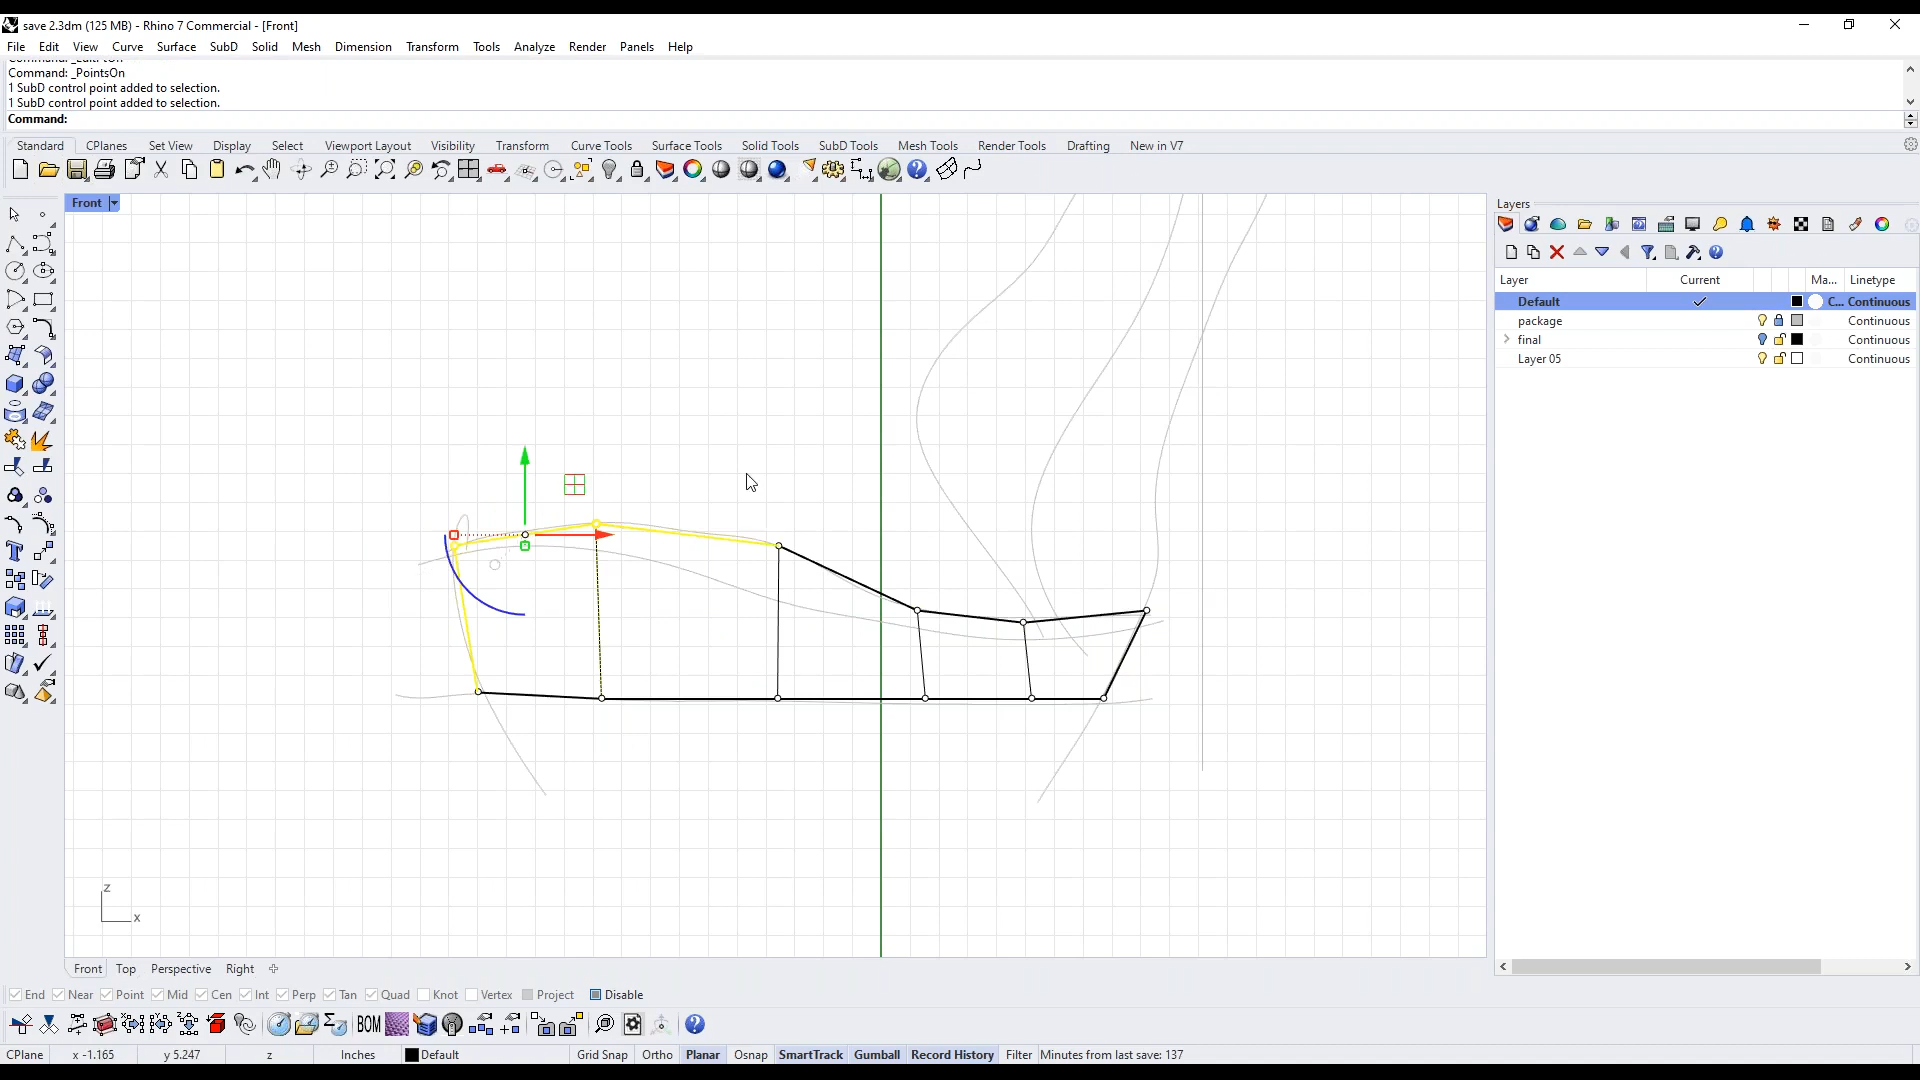 save 2.3dm (125 MB) - Rhino 7 Commercial - [Front]
File Edit View Curve Surface SubD Solid Mesh Dimension Transform Tools Analyze Render Panels Help
Command: _PointsOn
1 SubD control point added to selection.
1 SubD control point added to selection.
Command:
Standard CPlanes Set View Display Select Viewport Layout Visibility Transform Curve Tools Surface Tools Solid Tools SubD Tools Mesh Tools Render Tools Drafting New in V7
Front
Layers
Layer Current Ma... Linetype
Default C... Continuous
package Continuous
final Continuous
Layer 05 Continuous
z
x
Front Top Perspective Right
End Near Point Mid Cen Int Perp Tan Quad Knot Vertex Project Disable
BOM
CPlane x -1.165 y 5.247 z Inches Default Grid Snap Ortho Planar Osnap SmartTrack Gumball Record History Filter Minutes from last save: 137